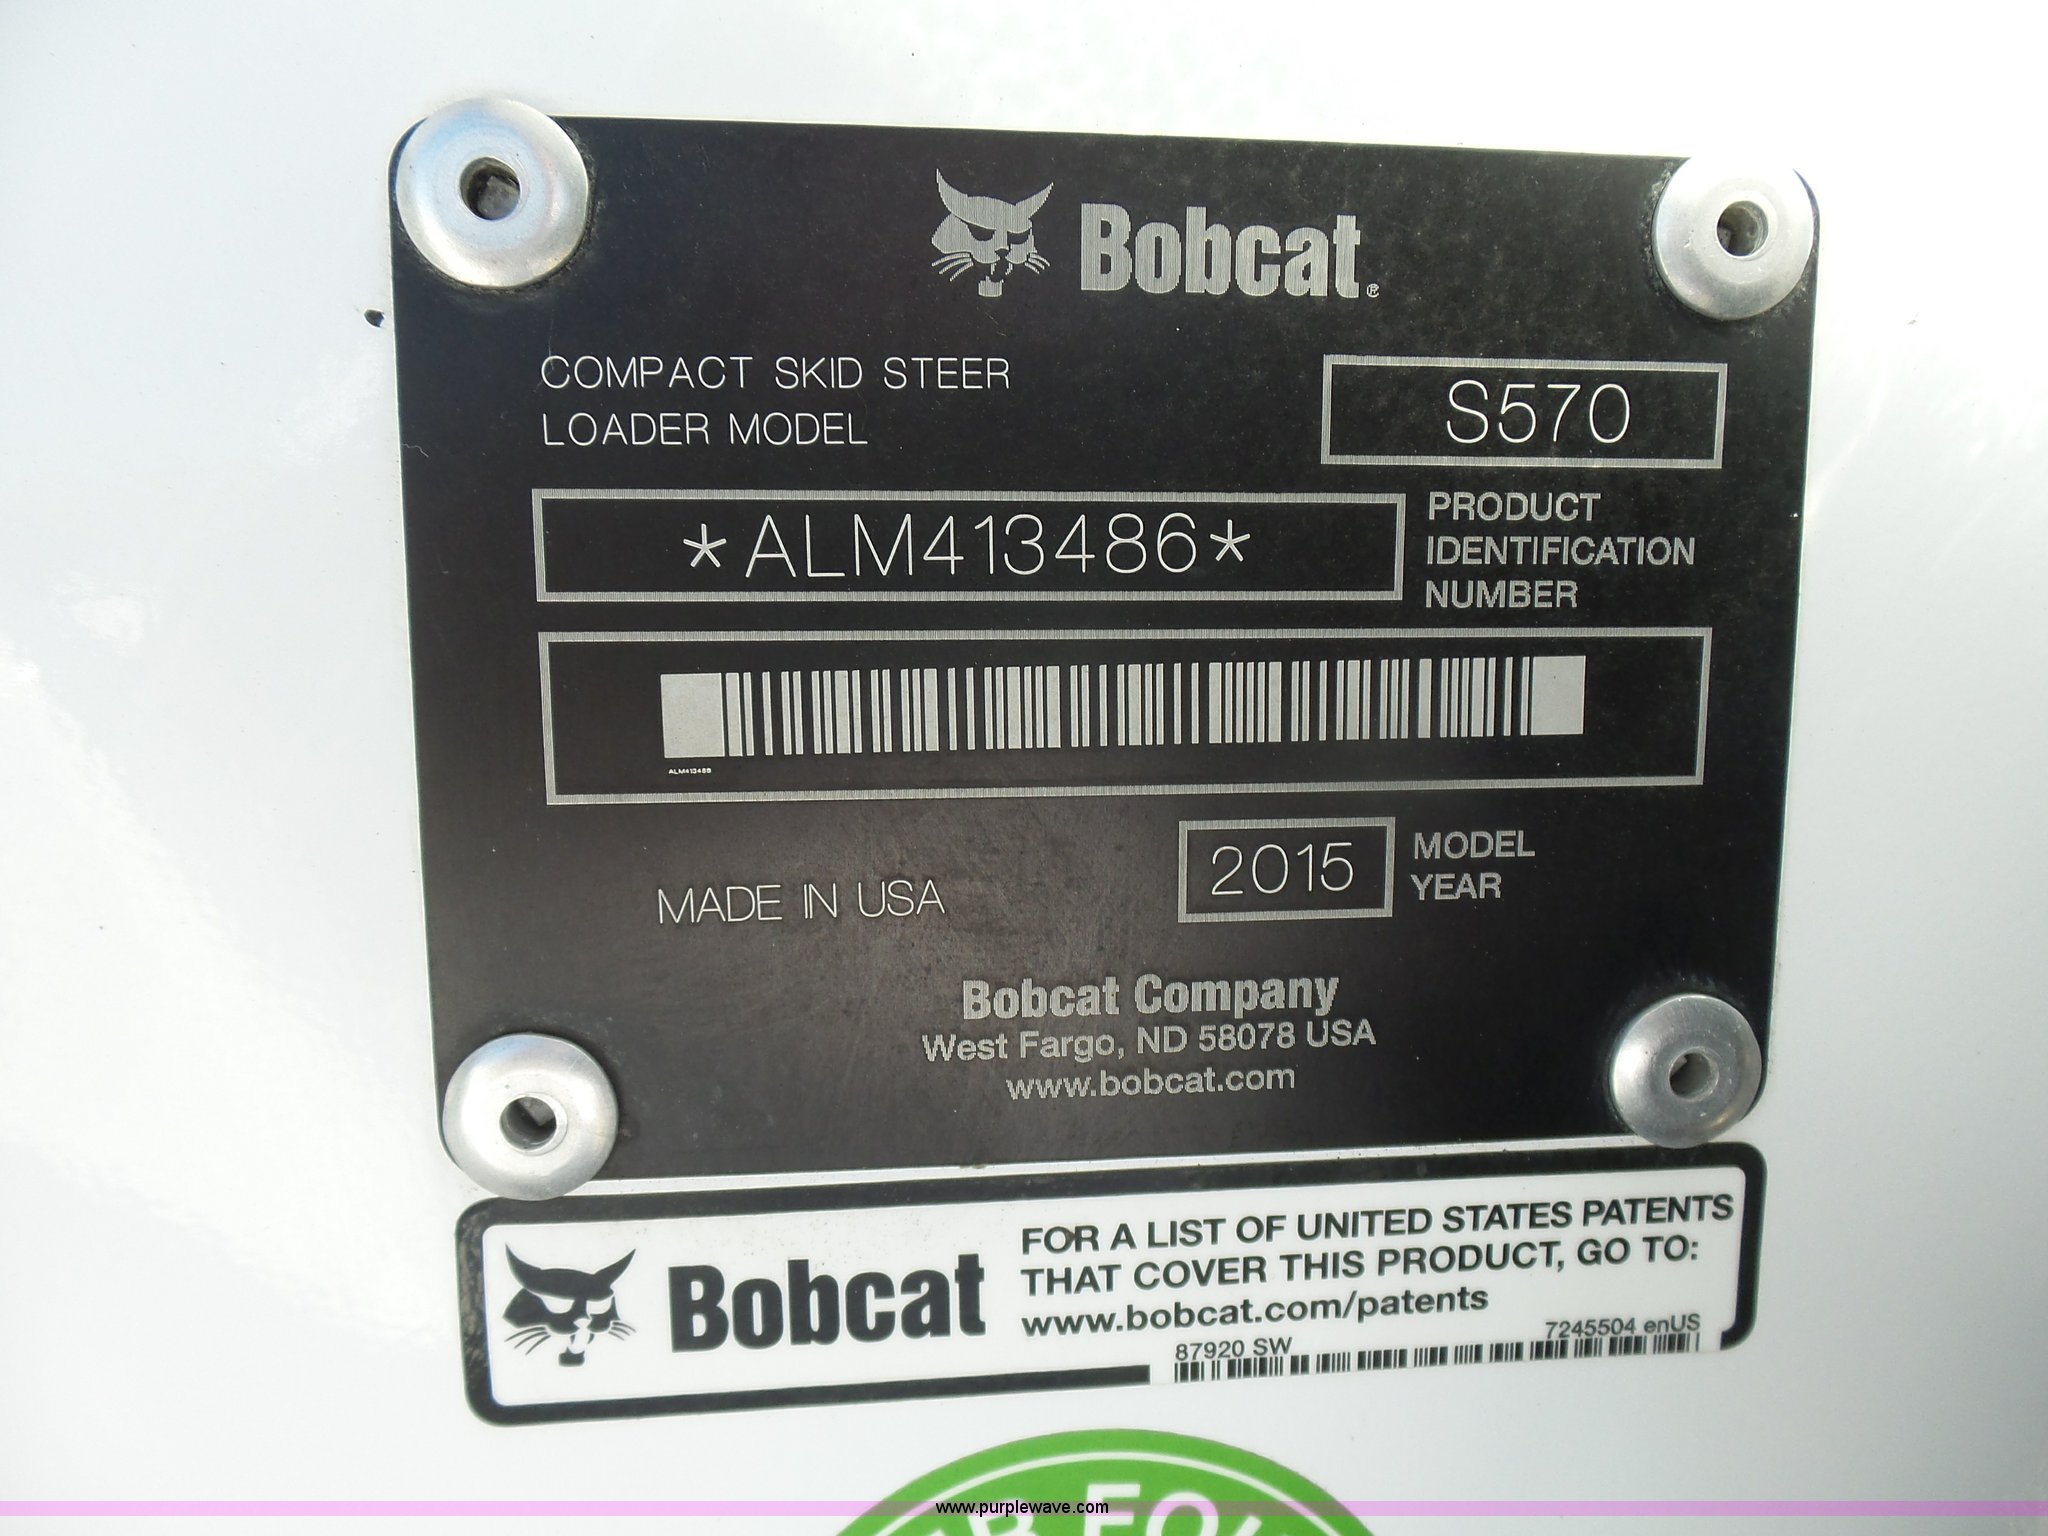 Bobcat®
COMPACT SKID STEER
LOADER MODEL
S570
*ALM413486*
PRODUCT
IDENTIFICATION
NUMBER
ALM413486
MADE IN USA
2015
MODEL
YEAR
Bobcat Company
West Fargo, ND 58078 USA
www.bobcat.com
Bobcat
FOR A LIST OF UNITED STATES PATENTS
THAT COVER THIS PRODUCT, GO TO:
www.bobcat.com/patents
87920 SW
7245504 enUS
www.purplewave.com